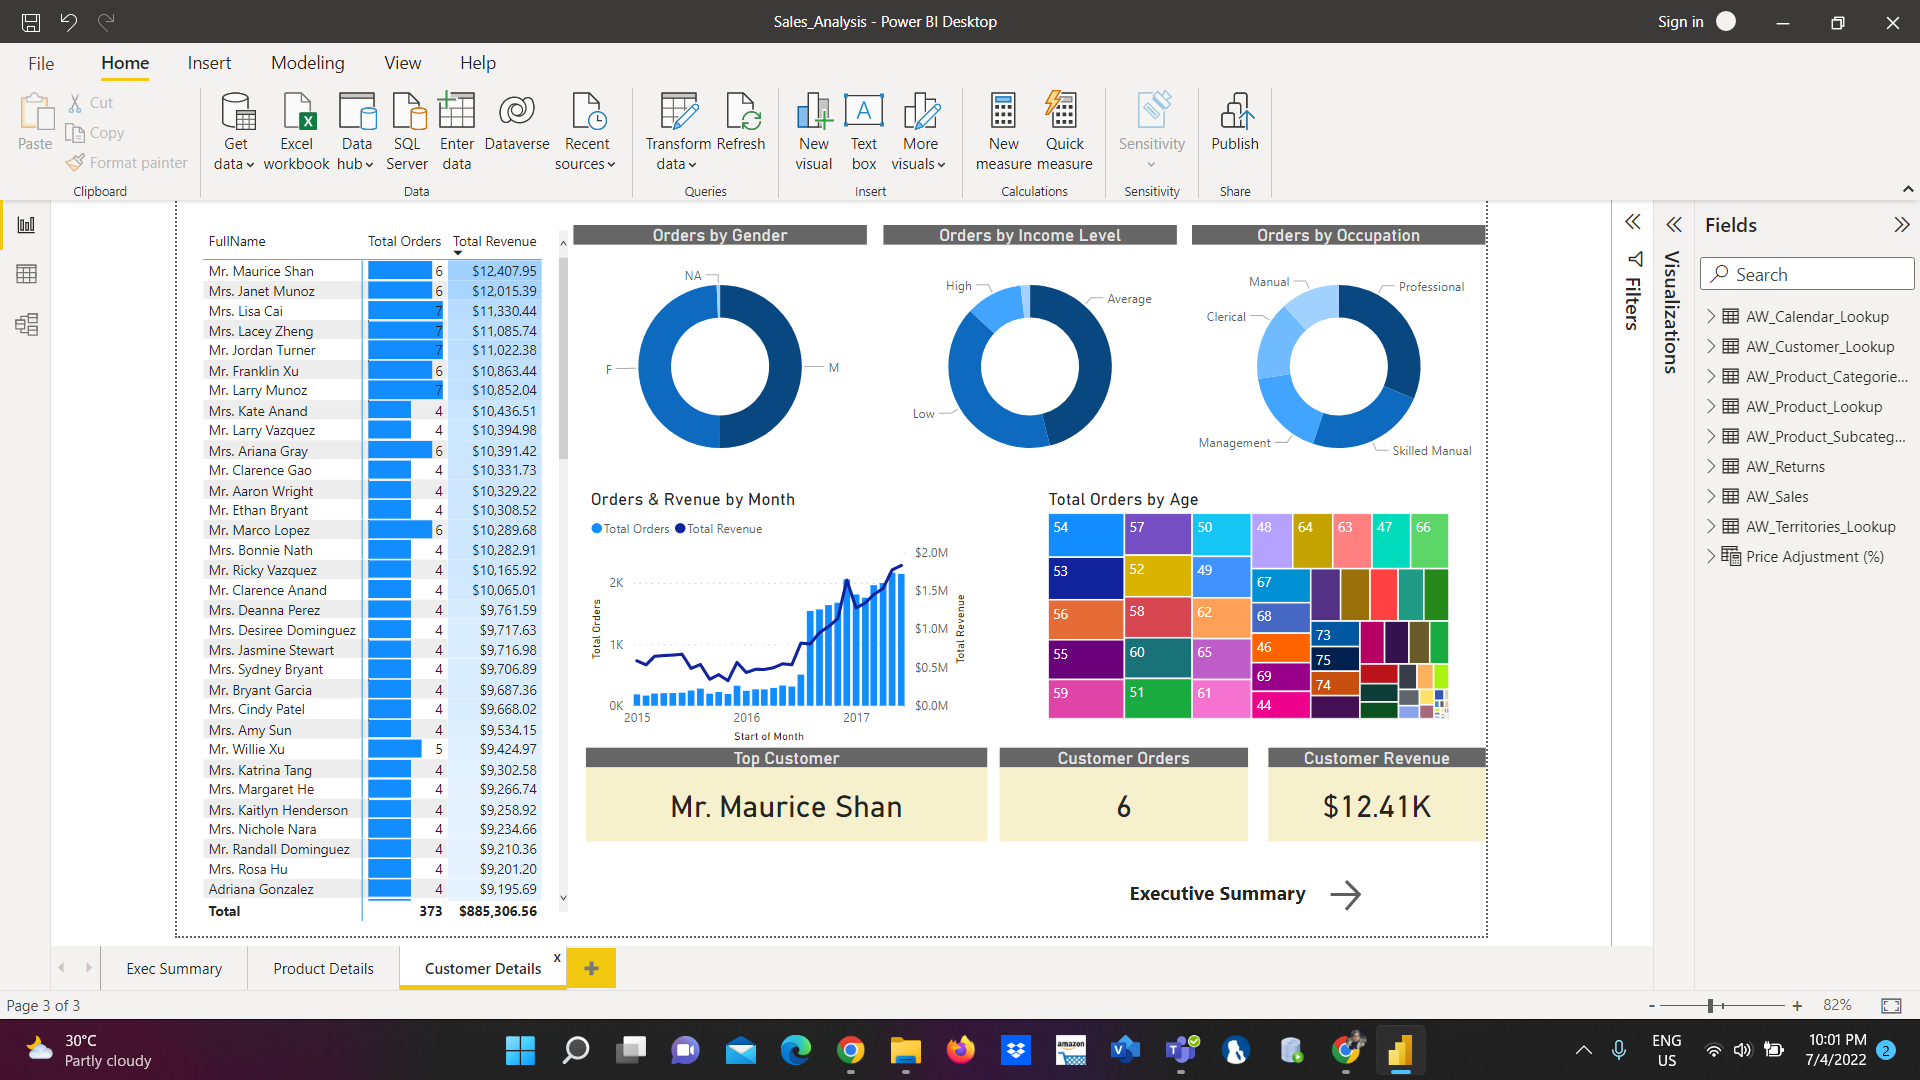 Sales_Analysis - Power BI Desktop
Sign in
File Home Insert Modeling View Help
Paste
Cut
Copy
Format painter
Clipboard
Get data
Excel workbook
Data hub
SQL Server
Enter data
Dataverse
Recent sources
Data
Transform data
Refresh
Queries
New visual
Text box
More visuals
Insert
New measure
Quick measure
Calculations
Sensitivity
Sensitivity
Publish
Share
FullName Total Orders Total Revenue
Mr. Maurice Shan 6 $12,407.95
Mrs. Janet Munoz 6 $12,015.39
Mrs. Lisa Cai 7 $11,330.44
Mrs. Lacey Zheng 7 $11,085.74
Mr. Jordan Turner 7 $11,022.38
Mr. Franklin Xu 6 $10,863.44
Mr. Larry Munoz 7 $10,852.04
Mrs. Kate Anand 4 $10,436.51
Mr. Larry Vazquez 4 $10,394.98
Mrs. Ariana Gray 6 $10,391.42
Mr. Clarence Gao 4 $10,331.73
Mr. Aaron Wright 4 $10,329.22
Mr. Ethan Bryant 4 $10,308.52
Mr. Marco Lopez 6 $10,289.68
Mrs. Bonnie Nath 4 $10,282.91
Mr. Ricky Vazquez 4 $10,165.92
Mr. Clarence Anand 4 $10,065.01
Mrs. Deanna Perez 4 $9,761.59
Mrs. Desiree Dominguez 4 $9,717.63
Mrs. Jasmine Stewart 4 $9,716.98
Mrs. Sydney Bryant 4 $9,706.89
Mr. Bryant Garcia 4 $9,687.36
Mrs. Cindy Patel 4 $9,668.02
Mrs. Amy Sun 4 $9,534.15
Mr. Willie Xu 5 $9,424.97
Mrs. Katrina Tang 4 $9,302.58
Mrs. Margaret He 4 $9,266.74
Mrs. Kaitlyn Henderson 4 $9,258.92
Mrs. Nichole Nara 4 $9,234.66
Mr. Randall Dominguez 4 $9,210.36
Mrs. Rosa Hu 4 $9,201.20
Adriana Gonzalez 4 $9,195.69
Total 373 $885,306.56
Orders by Gender
NA
F
M
Orders by Income Level
High
Average
Low
Orders by Occupation
Manual
Professional
Clerical
Management
Skilled Manual
Orders & Rvenue by Month
Total Orders Total Revenue
$2.0M
2K
$1.5M
$1.0M
1K
$0.5M
0K
$0.0M
2015 2016 2017
Total Orders
Total Revenue
Start of Month
Total Orders by Age
54 57 50 48 64 63 47 66
53 52 49 67
56 58 62 68
55 60 65 46
59 51 61 69
44
73
75
74
Top Customer
Mr. Maurice Shan
Customer Orders
6
Customer Revenue
$12.41K
Executive Summary
Filters
Visualizations
Fields
Search
AW_Calendar_Lookup
AW_Customer_Lookup
AW_Product_Categorie...
AW_Product_Lookup
AW_Product_Subcateg...
AW_Returns
AW_Sales
AW_Territories_Lookup
Price Adjustment (%)
Exec Summary
Product Details
Customer Details
x
+
Page 3 of 3
- + 82%
30°C
Partly cloudy
amazon
ENG
US
10:01 PM
7/4/2022
2